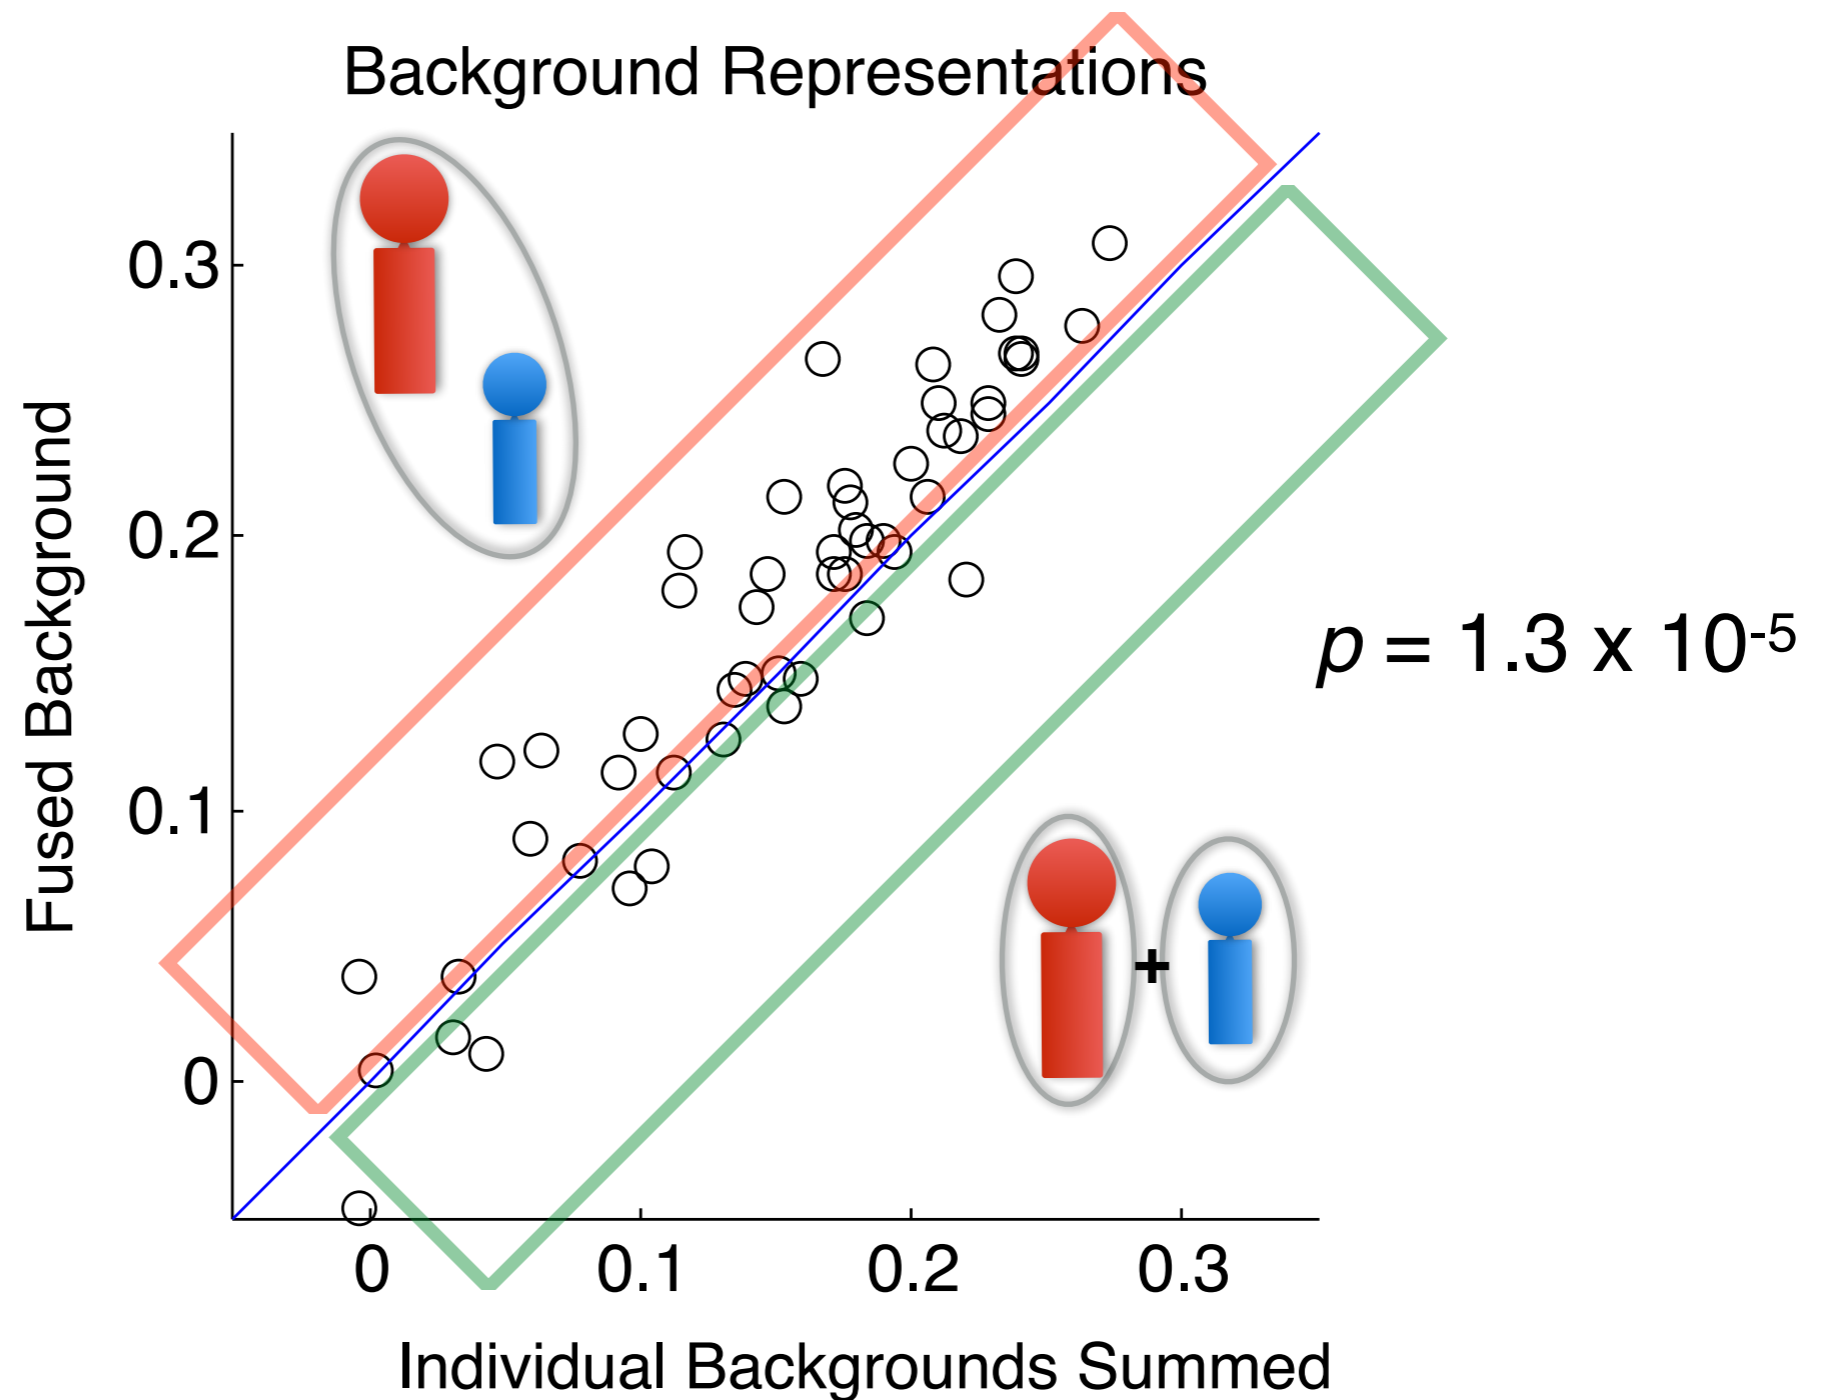 Background Representations
Fused Background
0.3
0.2
0.1
0
+
p = 1.3 x 10-5
0 0.1 0.2 0.3
Individual Backgrounds Summed